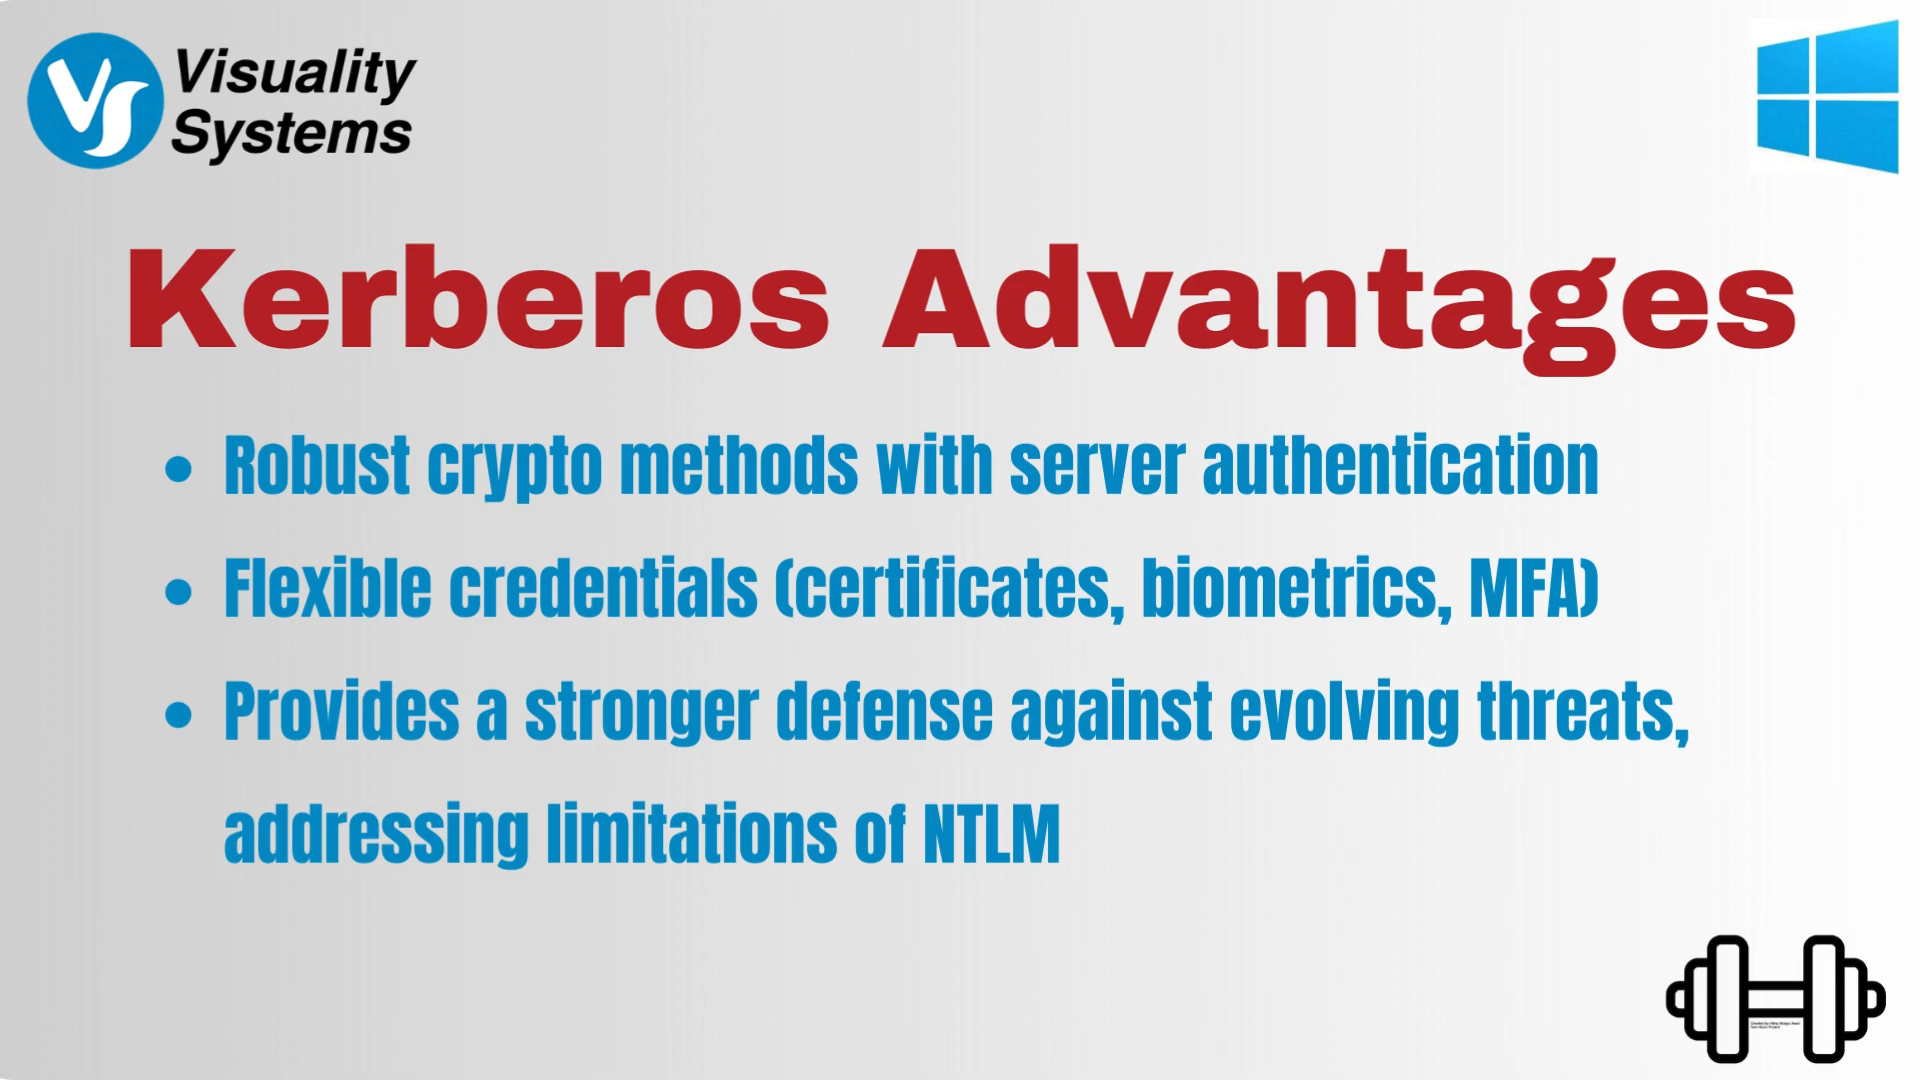 Visuality
Systems
Kerberos Advantages
• Robust crypto methods with server authentication
• Flexible credentials (certificates, biometrics, MFA)
• Provides a stronger defense against evolving threats,
addressing limitations of NTLM